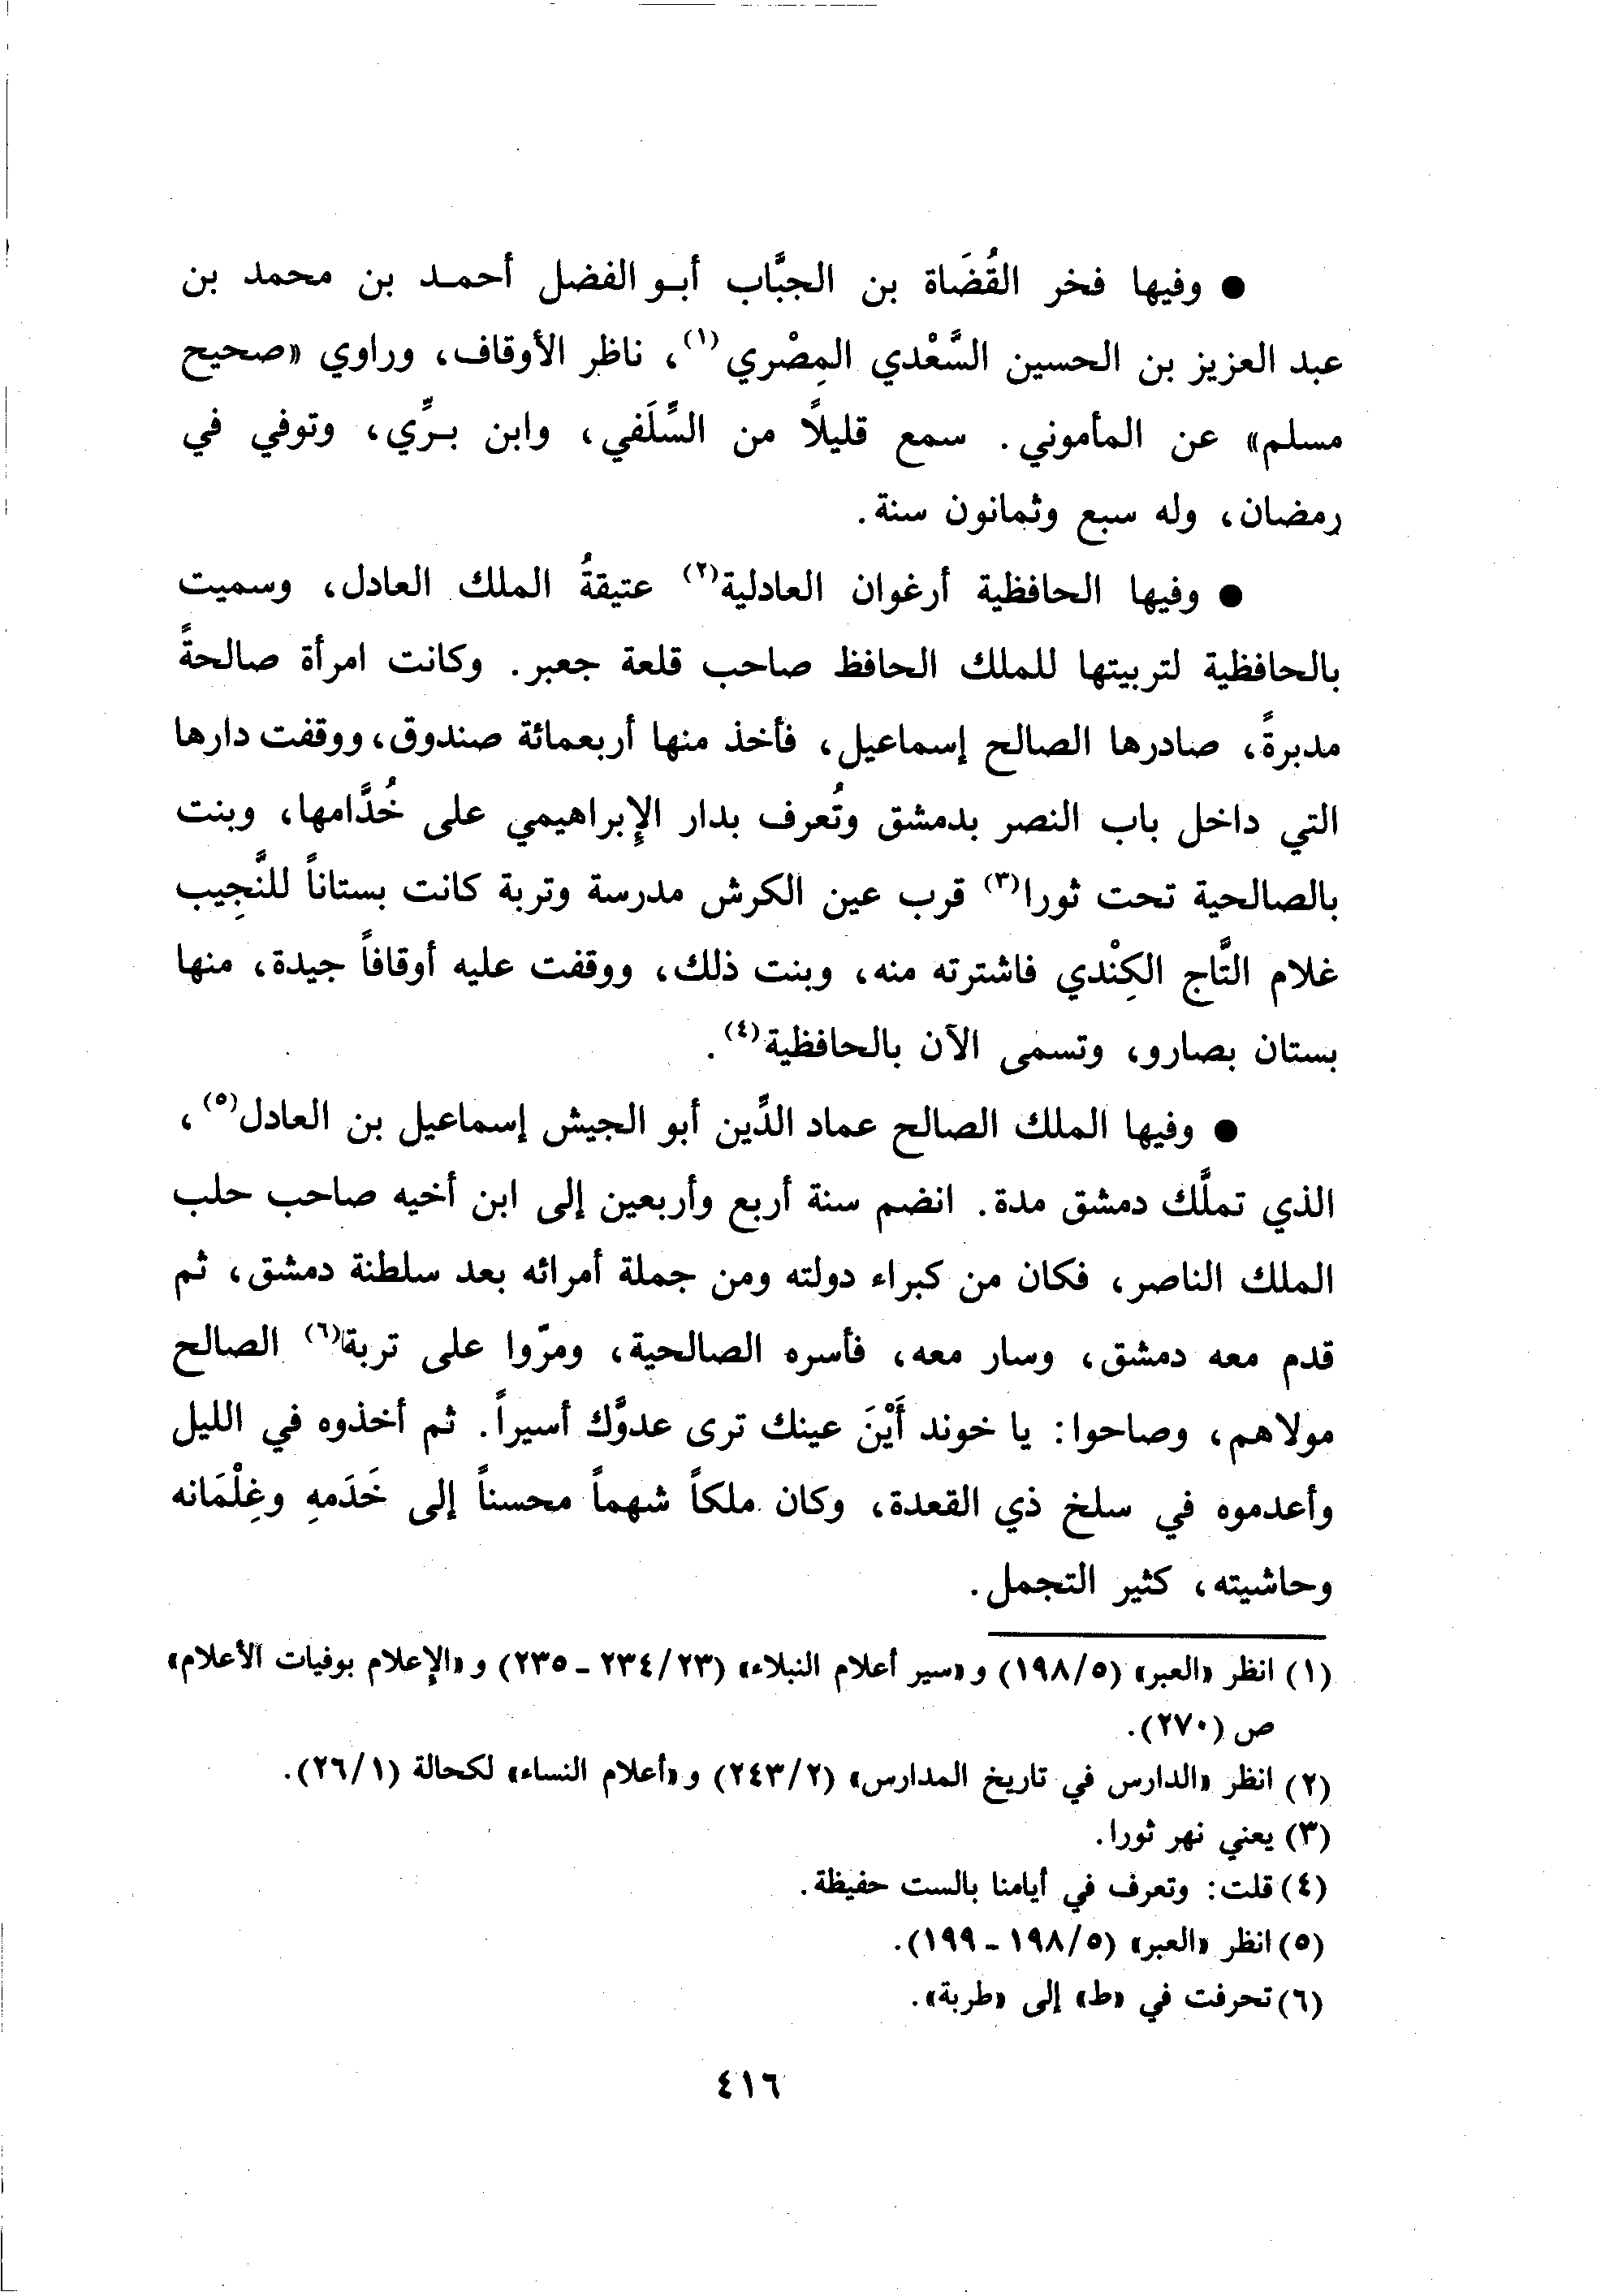 ● وفيها فخر القُضَاة بن الجبَّاب أبو الفضل أحمد بن محمد بن
عبد العزيز بن الحسين السَّعْدي المِصْري(١)، ناظر الأوقاف، وراوي «صحيح
مسلم» عن المأموني. سمع قليلًا من السِّلَفي، وابن برِّي، وتوفي في
رمضان، وله سبع وثمانون سنة.
● وفيها الحافظية أرغوان العادلية(٢) عتيقةُ الملك العادل، وسميت
بالحافظية لتربيتها للملك الحافظ صاحب قلعة جعبر. وكانت امرأة صالحةً
مدبرةً، صادرها الصالح إسماعيل، فأخذ منها أربعمائة صندوق، ووقفت دارها
التي داخل باب النصر بدمشق وتُعرف بدار الإبراهيمي على خُدَّامها، وبنت
بالصالحية تحت ثورا(٣) قرب عين الكرش مدرسة وتربة كانت بستاناً للنَّجِيب
غلام التَّاج الكِنْدي فاشترته منه، وبنت ذلك، ووقفت عليه أوقافاً جيدة، منها
بستان بصارو، وتسمى الآن بالحافظية(٤).
● وفيها الملك الصالح عماد الدِّين أبو الجيش إسماعيل بن العادل(٥)،
الذي تملَّك دمشق مدة. انضم سنة أربع وأربعين إلى ابن أخيه صاحب حلب
الملك الناصر، فكان من كبراء دولته ومن جملة أمرائه بعد سلطنة دمشق، ثم
قدم معه دمشق، وسار معه، فأسره الصالحية، ومرّوا على تربة(٦) الصالح
مولاهم، وصاحوا: يا خوند أَيْنَ عينك ترى عدوَّك أسيراً. ثم أخذوه في الليل
وأعدموه في سلخ ذي القعدة، وكان ملكاً شهماً محسناً إلى خَدَمهِ وغِلْمَانه
وحاشيته، كثير التجمل.
(١) انظر «العبر» (١٩٨/٥) و «سير أعلام النبلاء» (٢٣٤/٢٣ - ٢٣٥) و «الإعلام بوفيات الأعلام»
ص (٢٧٠).
(٢) انظر «الدارس في تاريخ المدارس» (٢٤٣/٢) و «أعلام النساء» لكحالة (٢٦/١).
(٣) يعني نهر ثورا.
(٤) قلت: وتعرف في أيامنا بالست حفيظة.
(٥) انظر «العبر» (١٩٨/٥ - ١٩٩).
(٦) تحرفت في «ط» إلى «طربة».
٤١٦